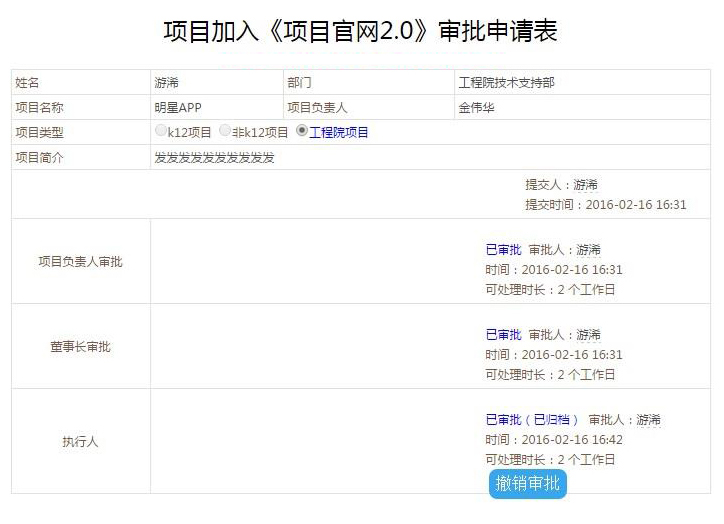 项目加入《项目官网2.0》审批申请表
姓名 游浠 部门 工程院技术支持部
项目名称 明星APP 项目负责人 金伟华
项目类型 k12项目 非k12项目 工程院项目
项目简介 发发发发发发发发发发
提交人：游浠
提交时间：2016-02-16 16:31
项目负责人审批
已审批 审批人：游浠
时间：2016-02-16 16:31
可处理时长：2 个工作日
董事长审批
已审批 审批人：游浠
时间：2016-02-16 16:31
可处理时长：2 个工作日
执行人
已审批（已归档） 审批人：游浠
时间：2016-02-16 16:42
可处理时长：2 个工作日
撤销审批